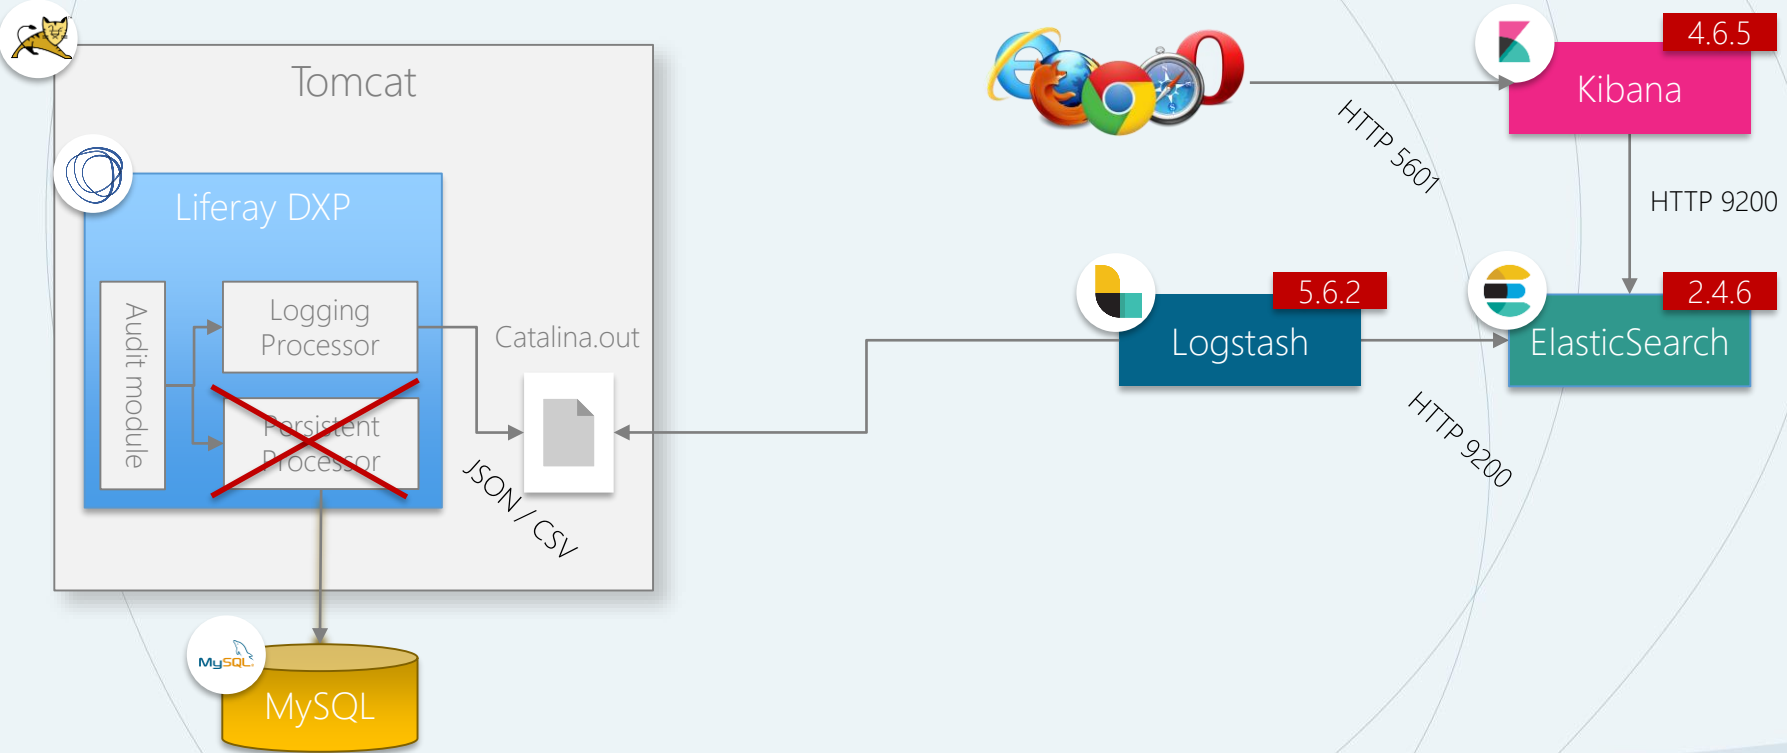 Tomcat
Liferay DXP
Audit module
Logging
Processor
Persistent
Processor
Catalina.out
JSON / CSV
MySQL
MySQL
HTTP 5601
4.6.5
Kibana
HTTP 9200
5.6.2
Logstash
HTTP 9200
2.4.6
ElasticSearch